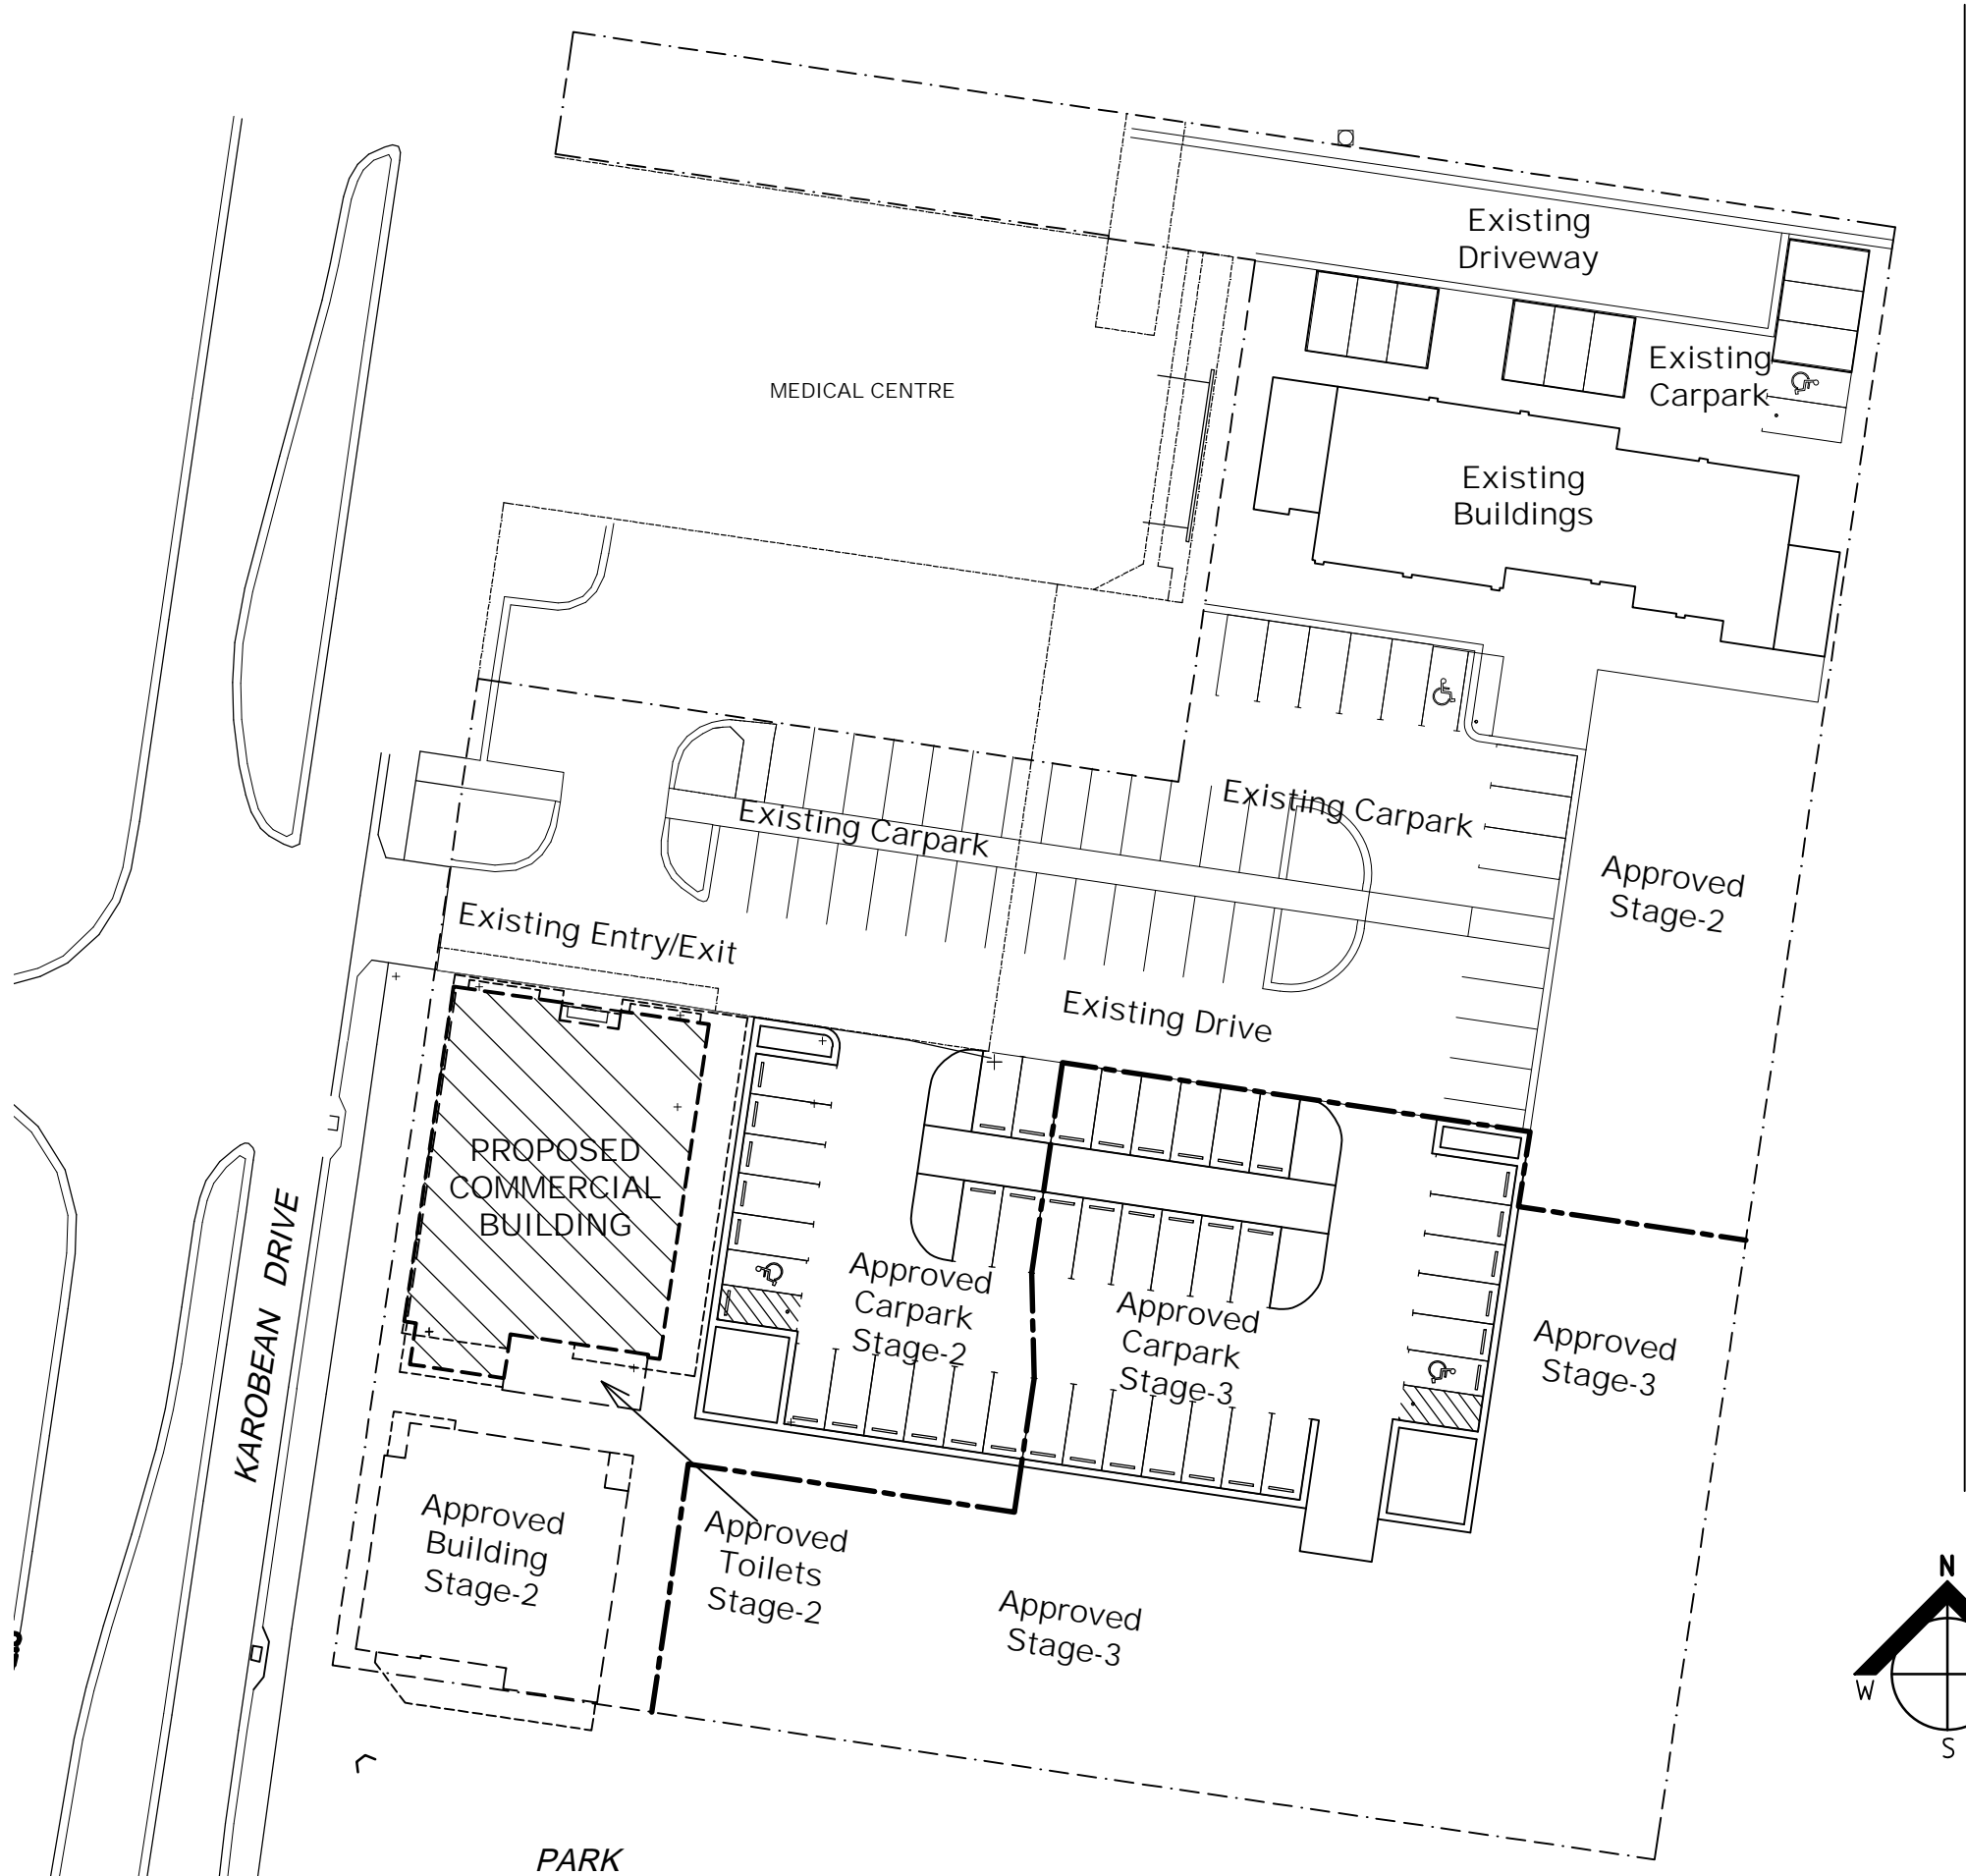 Existing
Driveway
Existing
Carpark
MEDICAL CENTRE
Existing
Buildings
Existing Carpark
Existing Carpark
Approved
Stage-2
Existing Entry/Exit
Existing Drive
PROPOSED
COMMERCIAL
BUILDING
KAROBEAN DRIVE
Approved
Carpark
Stage-2
Approved
Carpark
Stage-3
Approved
Stage-3
Approved
Building
Stage-2
Approved
Toilets
Stage-2
Approved
Stage-3
N
W
S
PARK